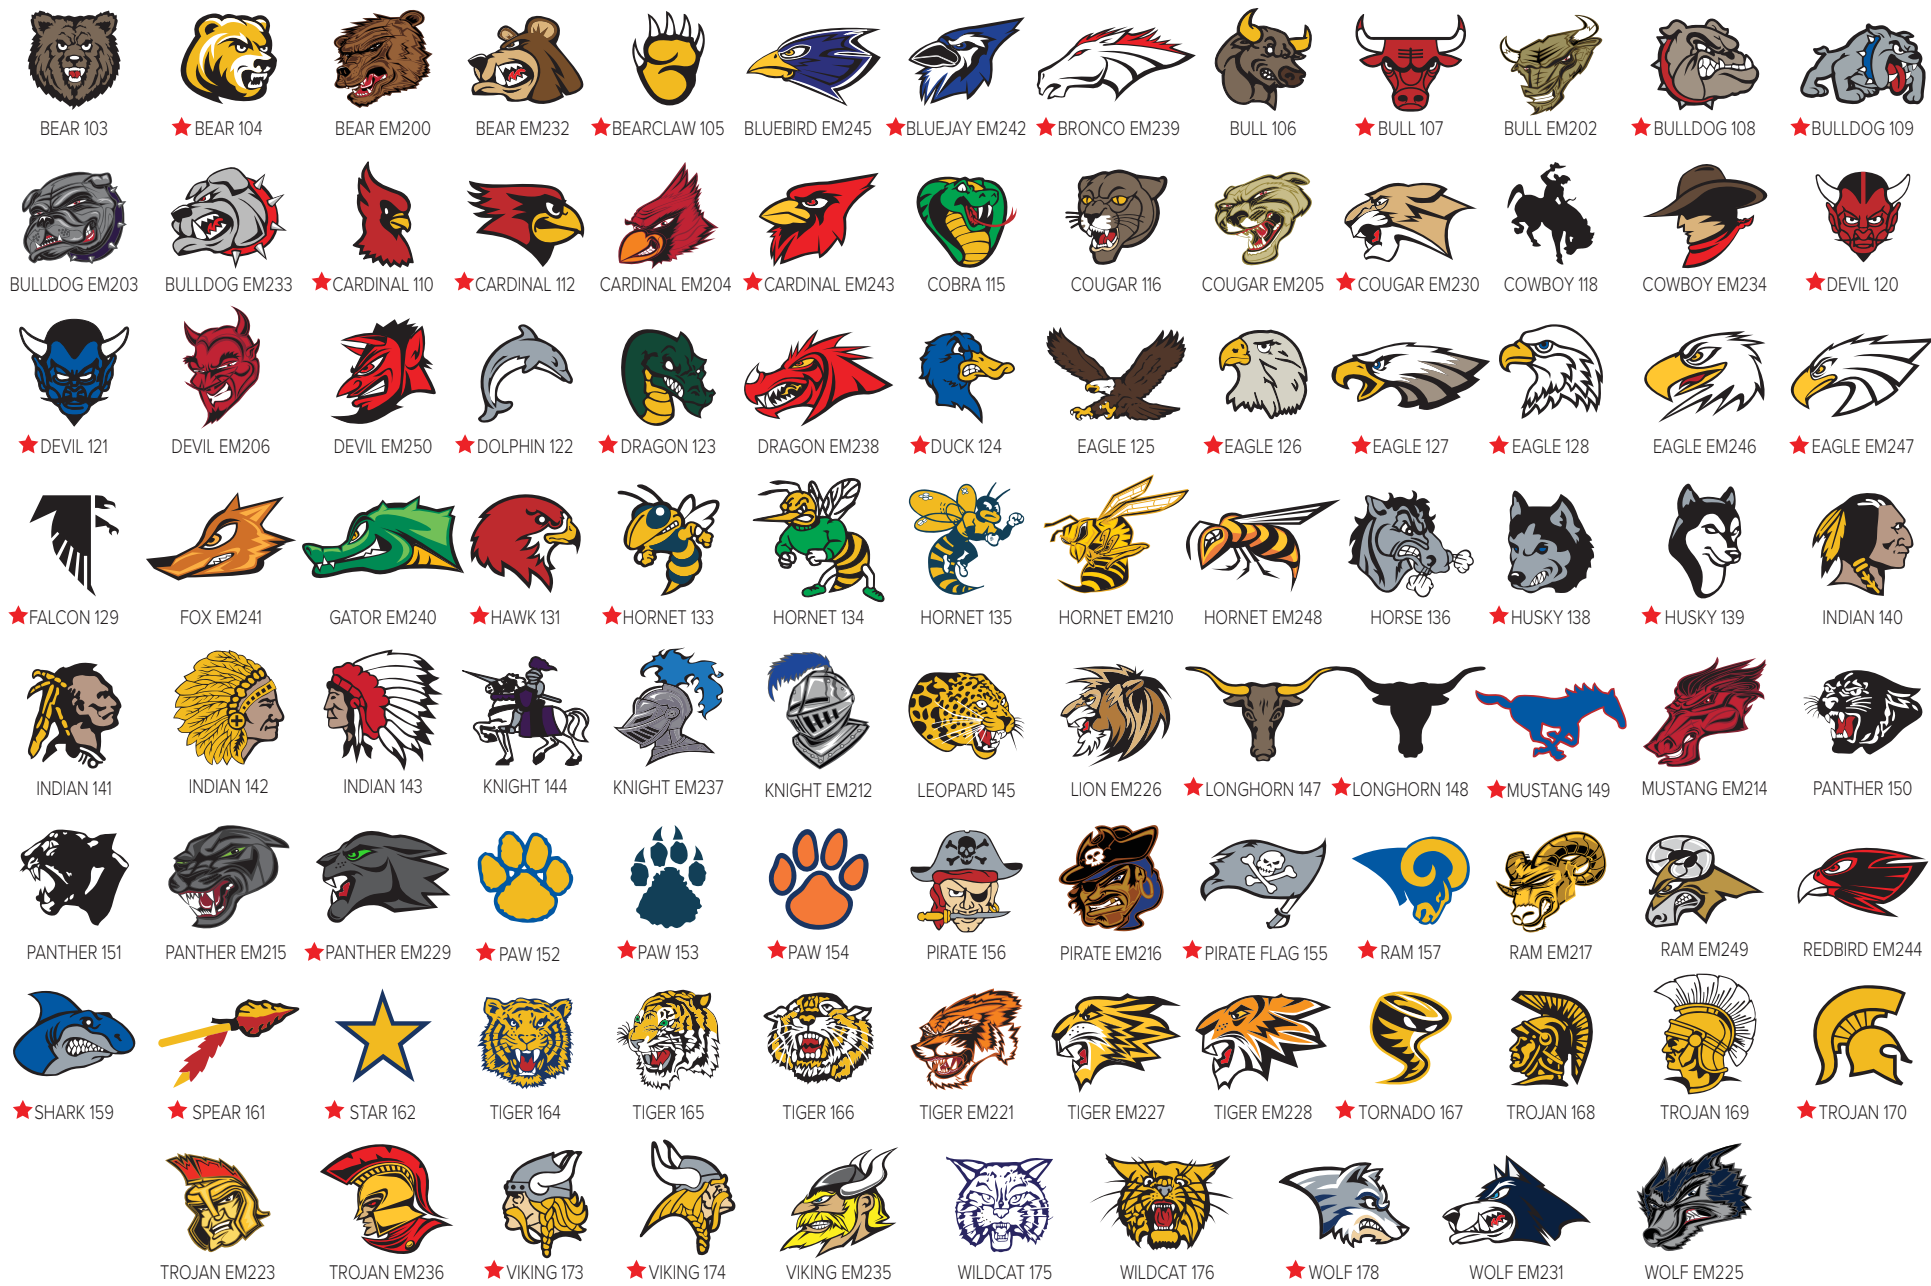 BEAR 103
BEAR 104
BEAR EM200
BEAR EM232
BEARCLAW 105
BLUEBIRD EM245
BLUEJAY EM242
BRONCO EM239
BULL 106
BULL 107
BULL EM202
BULLDOG 108
BULLDOG 109
BULLDOG EM203
BULLDOG EM233
CARDINAL 110
CARDINAL 112
CARDINAL EM204
CARDINAL EM243
COBRA 115
COUGAR 116
COUGAR EM205
COUGAR EM230
COWBOY 118
COWBOY EM234
DEVIL 120
DEVIL 121
DEVIL EM206
DEVIL EM250
DOLPHIN 122
DRAGON 123
DRAGON EM238
DUCK 124
EAGLE 125
EAGLE 126
EAGLE 127
EAGLE 128
EAGLE EM246
EAGLE EM247
FALCON 129
FOX EM241
GATOR EM240
HAWK 131
HORNET 133
HORNET 134
HORNET 135
HORNET EM210
HORNET EM248
HORSE 136
HUSKY 138
HUSKY 139
INDIAN 140
INDIAN 141
INDIAN 142
INDIAN 143
KNIGHT 144
KNIGHT EM237
KNIGHT EM212
LEOPARD 145
LION EM226
LONGHORN 147
LONGHORN 148
MUSTANG 149
MUSTANG EM214
PANTHER 150
PANTHER 151
PANTHER EM215
PANTHER EM229
PAW 152
PAW 153
PAW 154
PIRATE 156
PIRATE EM216
PIRATE FLAG 155
RAM 157
RAM EM217
RAM EM249
REDBIRD EM244
SHARK 159
SPEAR 161
STAR 162
TIGER 164
TIGER 165
TIGER 166
TIGER EM221
TIGER EM227
TIGER EM228
TORNADO 167
TROJAN 168
TROJAN 169
TROJAN 170
TROJAN EM223
TROJAN EM236
VIKING 173
VIKING 174
VIKING EM235
WILDCAT 175
WILDCAT 176
WOLF 178
WOLF EM231
WOLF EM225